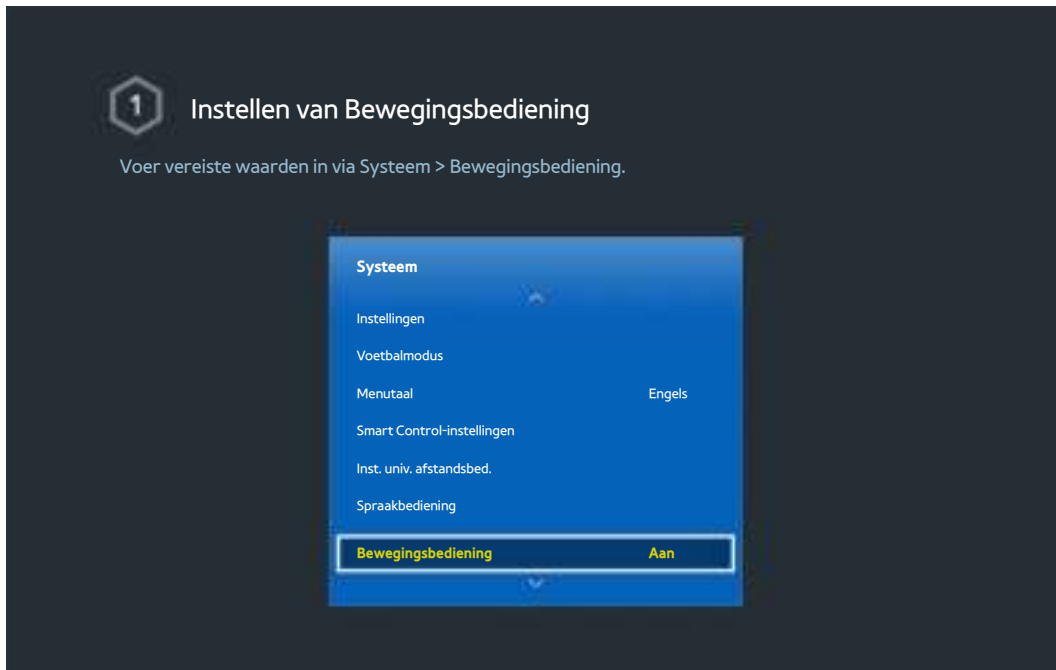 1
Instellen van Bewegingsbediening
Voer vereiste waarden in via Systeem > Bewegingsbediening.
Systeem
Instellingen
Voetbalmodus
Menutaal Engels
Smart Control-instellingen
Inst. univ. afstandsbed.
Spraakbediening
Bewegingsbediening Aan